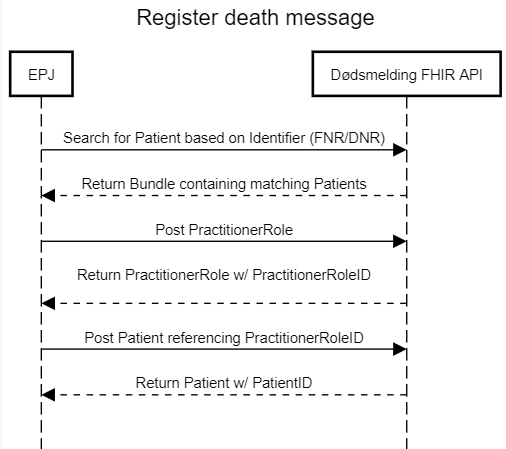 Register death message
EPJ
Dødsmelding FHIR API
Search for Patient based on Identifier (FNR/DNR)
Return Bundle containing matching Patients
Post PractitionerRole
Return PractitionerRole w/ PractitionerRoleID
Post Patient referencing PractitionerRoleID
Return Patient w/ PatientID